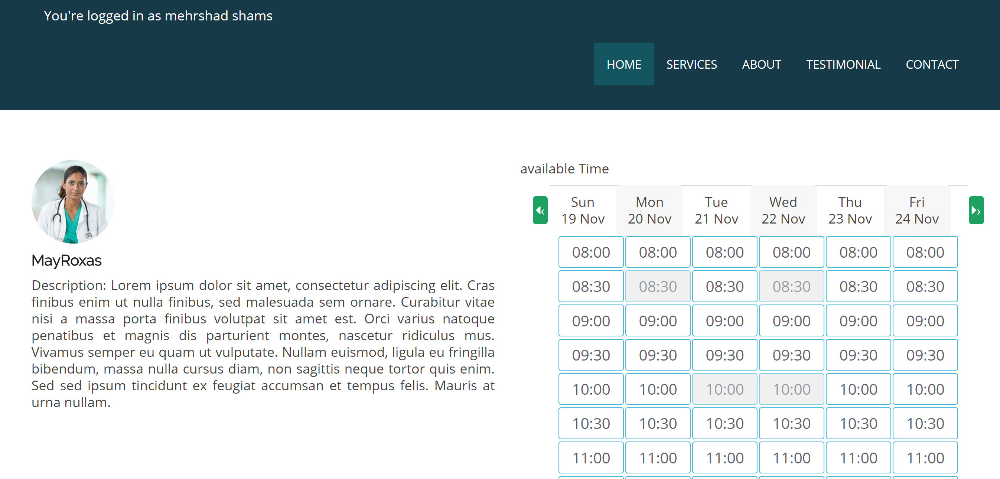 You're logged in as mehrshad shams
HOME SERVICES ABOUT TESTIMONIAL CONTACT
MayRoxas
Description: Lorem ipsum dolor sit amet, consectetur adipiscing elit. Cras
finibus enim ut nulla finibus, sed malesuada sem ornare. Curabitur vitae
nisi a massa porta finibus volutpat sit amet est. Orci varius natoque
penatibus et magnis dis parturient montes, nascetur ridiculus mus.
Vivamus semper eu quam ut vulputate. Nullam euismod, ligula eu fringilla
bibendum, massa nulla cursus diam, non sagittis neque tortor quis enim.
Sed sed ipsum tincidunt ex feugiat accumsan et tempus felis. Mauris at
urna nullam.
available Time
Sun Mon Tue Wed Thu Fri
19 Nov 20 Nov 21 Nov 22 Nov 23 Nov 24 Nov
08:00 08:00 08:00 08:00 08:00 08:00
08:30 08:30 08:30 08:30 08:30 08:30
09:00 09:00 09:00 09:00 09:00 09:00
09:30 09:30 09:30 09:30 09:30 09:30
10:00 10:00 10:00 10:00 10:00 10:00
10:30 10:30 10:30 10:30 10:30 10:30
11:00 11:00 11:00 11:00 11:00 11:00